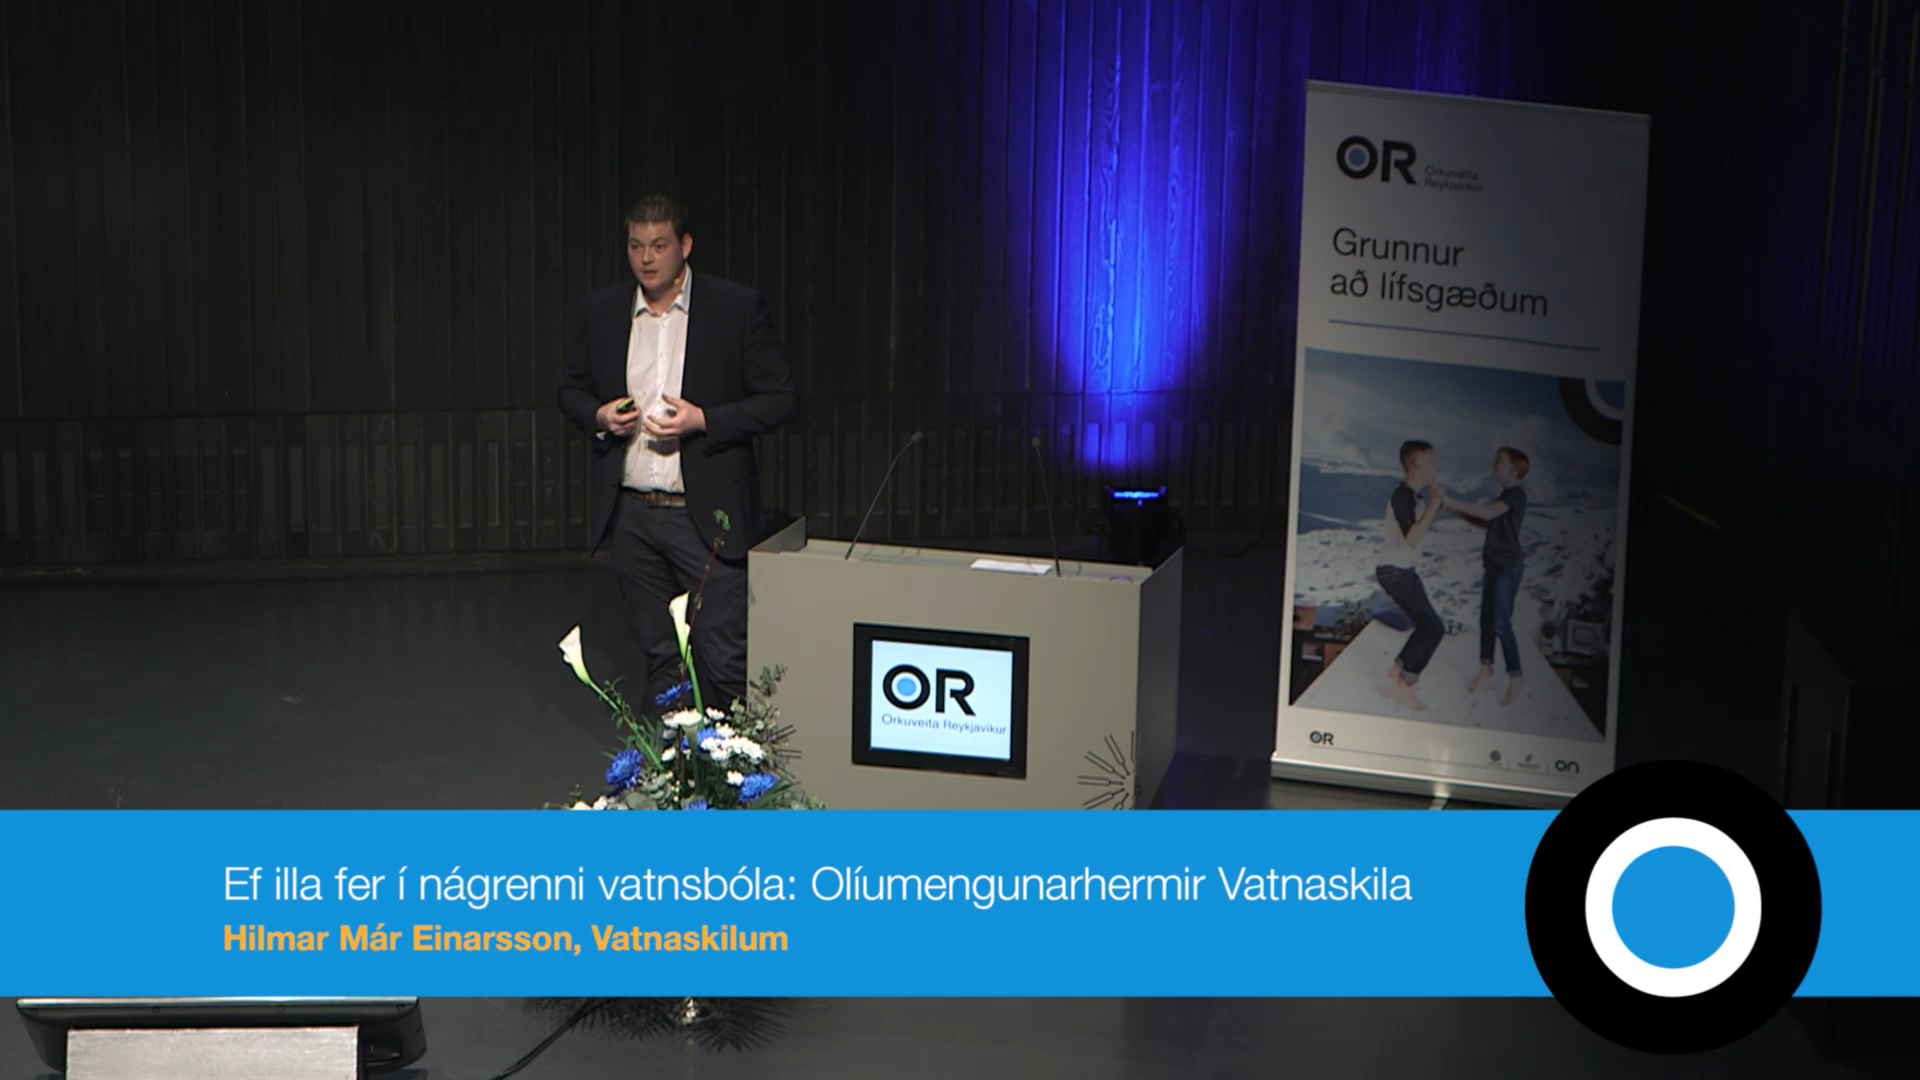 OR Orkuveita
Reykjavíkur
Grunnur
að lífsgæðum
OR
Orkuveita Reykjavíkur
OR
on
Ef illa fer í nágrenni vatnsbóla: Olíumengunarhermir Vatnaskila
Hilmar Már Einarsson, Vatnaskilum